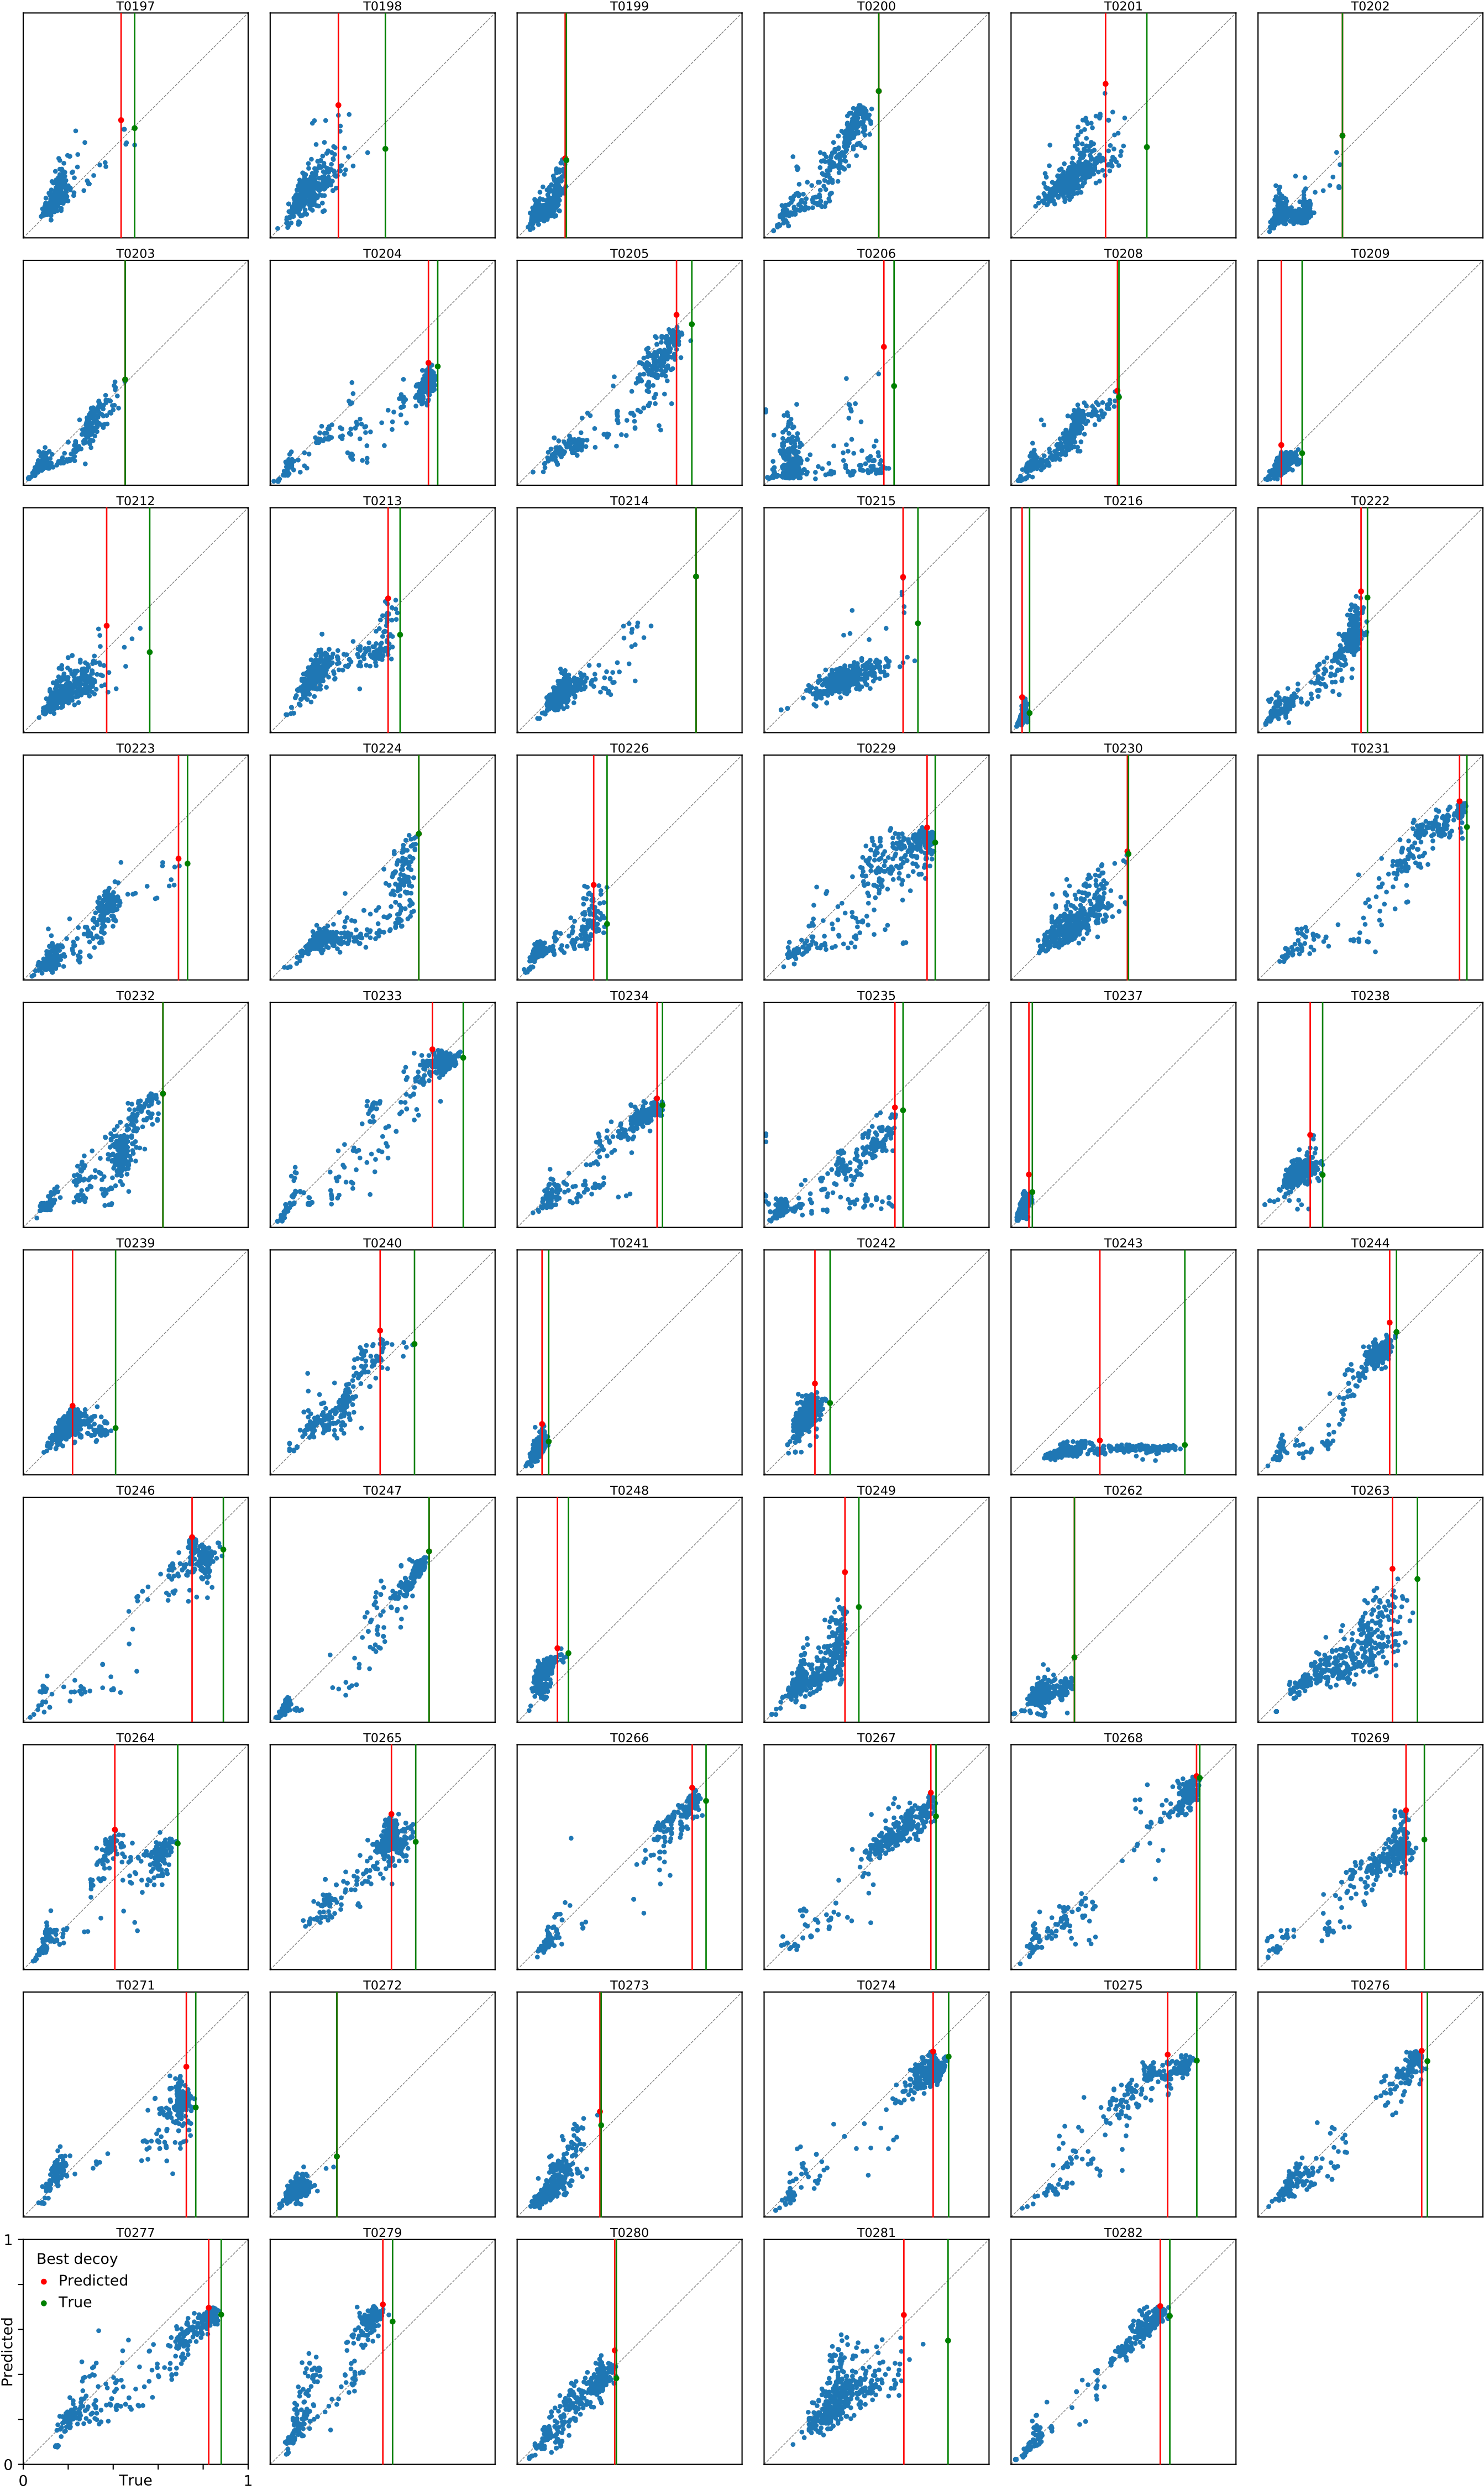 T0197 T0198 T0199 T0200 T0201 T0202
T0203 T0204 T0205 T0206 T0208 T0209
T0212 T0213 T0214 T0215 T0216 T0222
T0223 T0224 T0226 T0229 T0230 T0231
T0232 T0233 T0234 T0235 T0237 T0238
T0239 T0240 T0241 T0242 T0243 T0244
T0246 T0247 T0248 T0249 T0262 T0263
T0264 T0265 T0266 T0267 T0268 T0269
T0271 T0272 T0273 T0274 T0275 T0276
T0277 T0279 T0280 T0281 T0282
1
Best decoy
Predicted
True
Predicted
0
0 True 1